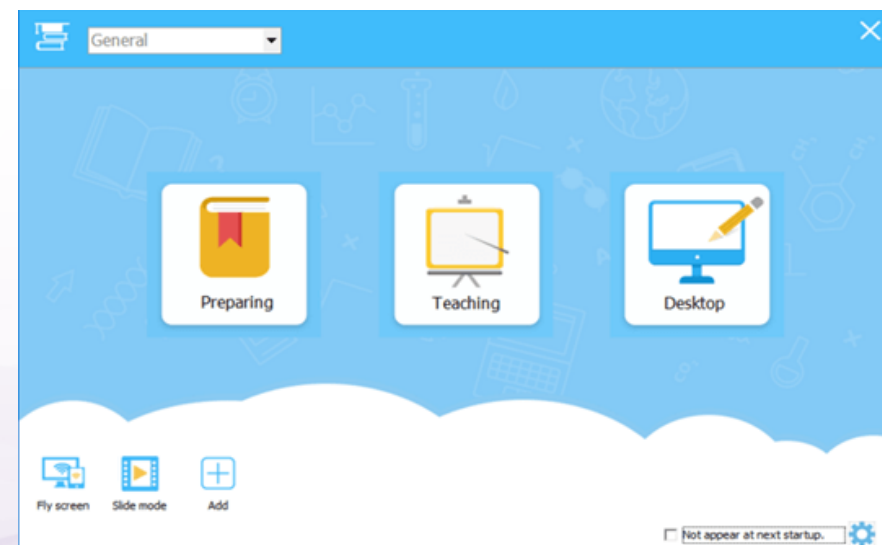 General
Preparing
Teaching
Desktop
Fly screen
Slide mode
Add
Not appear at next startup.